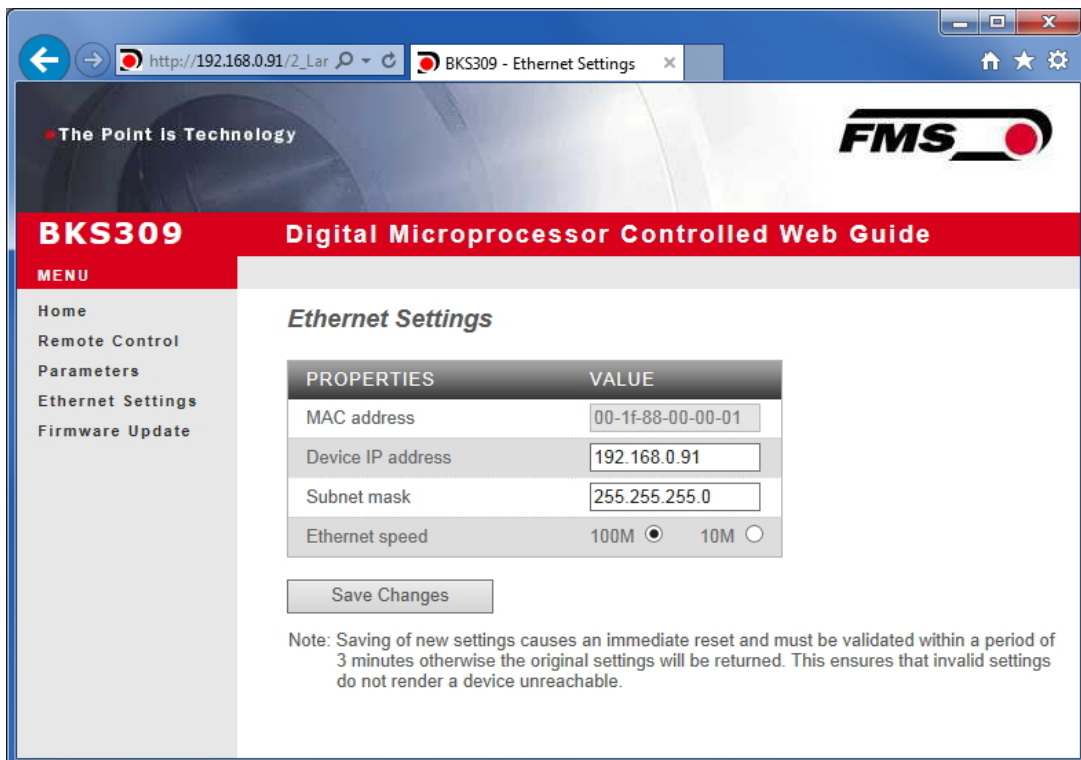 http://192.168.0.91/2_Lar
BKS309 - Ethernet Settings
The Point is Technology
FMS
BKS309
Digital Microprocessor Controlled Web Guide
MENU
Home
Remote Control
Parameters
Ethernet Settings
Firmware Update
Ethernet Settings
PROPERTIES VALUE
MAC address 00-1f-88-00-00-01
Device IP address 192.168.0.91
Subnet mask 255.255.255.0
Ethernet speed 100M 10M
Save Changes
Note: Saving of new settings causes an immediate reset and must be validated within a period of
3 minutes otherwise the original settings will be returned. This ensures that invalid settings
do not render a device unreachable.